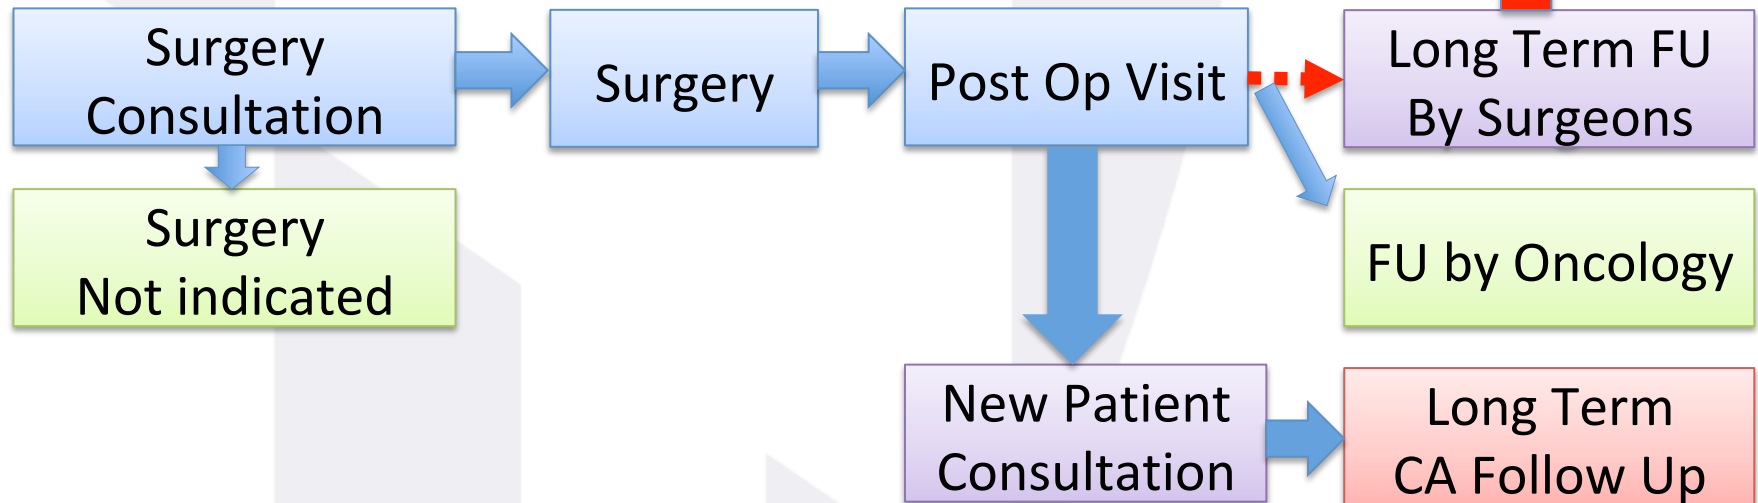 Surgery
Consultation
Surgery
Post Op Visit
Long Term FU
By Surgeons
Surgery
Not indicated
FU by Oncology
New Patient
Consultation
Long Term
CA Follow Up